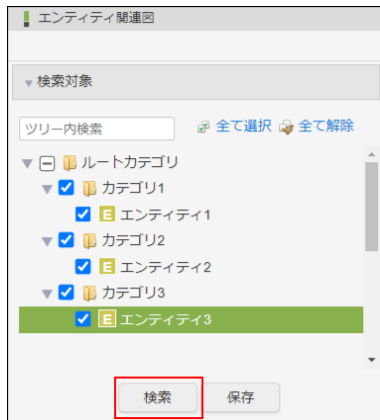 エンティティ関連図
検索対象
ツリー内検索 全て選択 全て解除
ルートカテゴリ
カテゴリ1
E エンティティ1
カテゴリ2
E エンティティ2
カテゴリ3
E エンティティ3
検索 保存